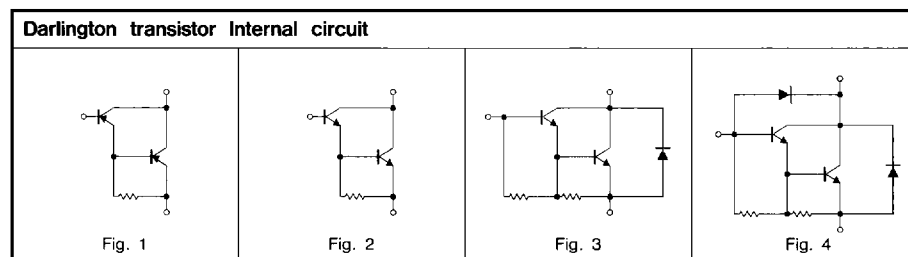 Darlington transistor Internal circuit
Fig. 1
Fig. 2
Fig. 3
Fig. 4